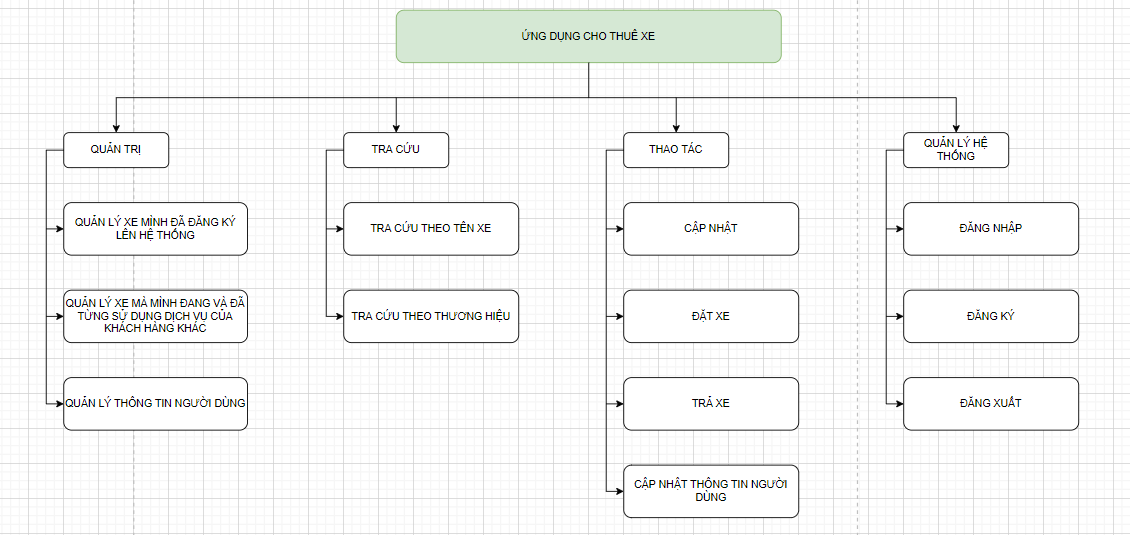 ỨNG DỤNG CHO THUÊ XE
QUẢN TRỊ
QUẢN LÝ XE MÌNH ĐÃ ĐĂNG KÝ
LÊN HỆ THỐNG
QUẢN LÝ XE MÀ MÌNH ĐANG VÀ ĐÃ
TỪNG SỬ DỤNG DỊCH VỤ CỦA
KHÁCH HÀNG KHÁC
QUẢN LÝ THÔNG TIN NGƯỜI DÙNG
TRA CỨU
TRA CỨU THEO TÊN XE
TRA CỨU THEO THƯƠNG HIỆU
THAO TÁC
CẬP NHẬT
ĐẶT XE
TRẢ XE
CẬP NHẬT THÔNG TIN NGƯỜI
DÙNG
QUẢN LÝ HỆ
THỐNG
ĐĂNG NHẬP
ĐĂNG KÝ
ĐĂNG XUẤT